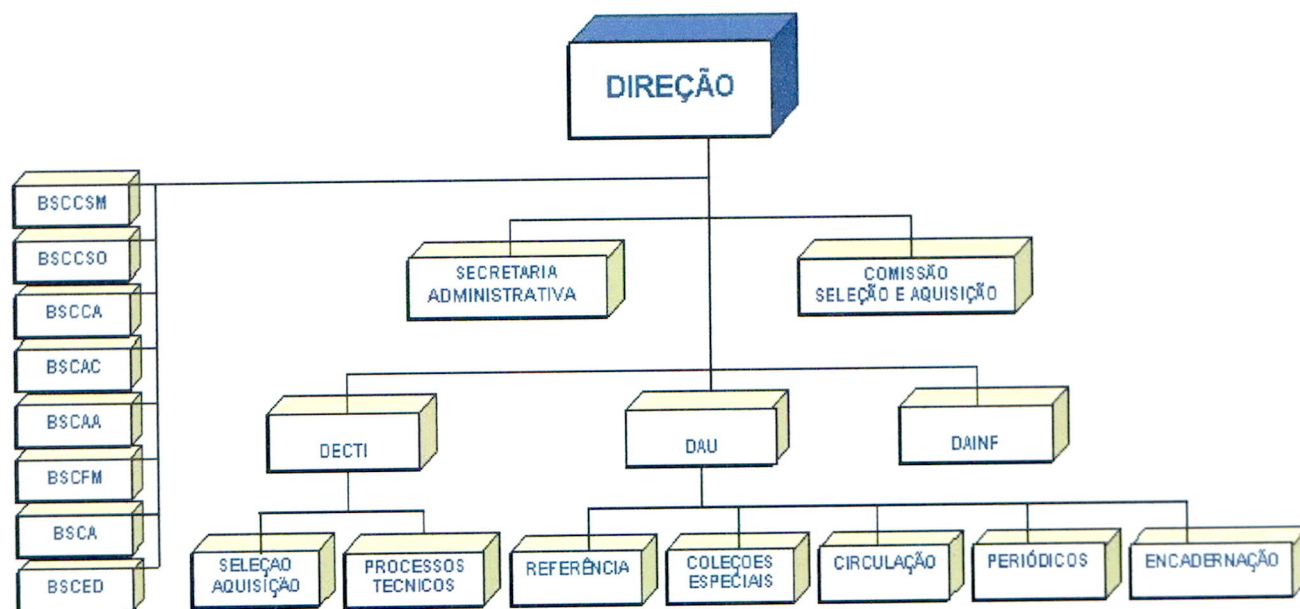 DIREÇÃO
BSCCSM
BSCCSO
BSCCA
BSCAC
BSCAA
BSCFM
BSCA
BSCED
SECRETARIA
ADMINISTRATIVA
COMISSÃO
SELEÇÃO E AQUISIÇÃO
DECTI
DAU
DAINF
SELEÇAO
AQUISIÇÃO
PROCESSOS
TECNICOS
REFERÊNCIA
COLEÇOES
ESPECIAIS
CIRCULAÇÃO
PERIÓDICOS
ENCADERNAÇÃO